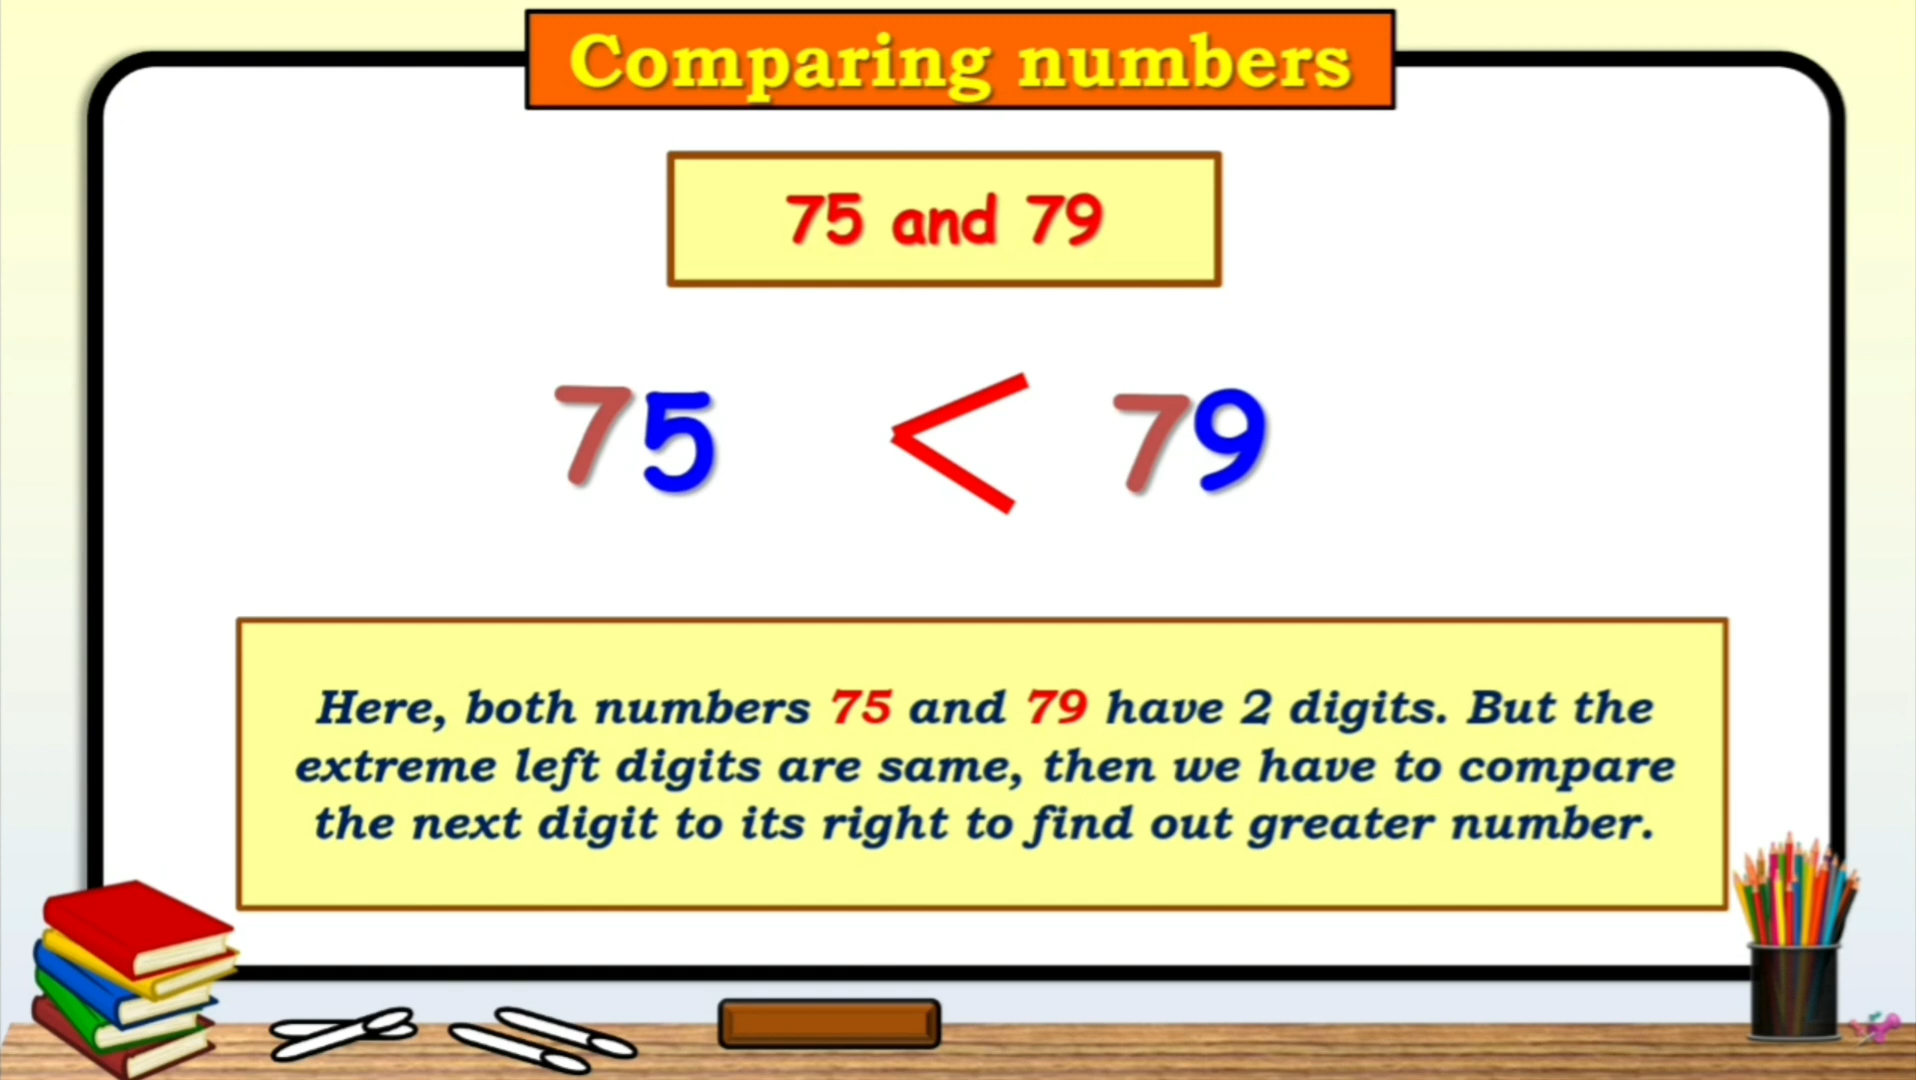 Comparing numbers
75 and 79
75 < 79
Here, both numbers 75 and 79 have 2 digits. But the
extreme left digits are same, then we have to compare
the next digit to its right to find out greater number.